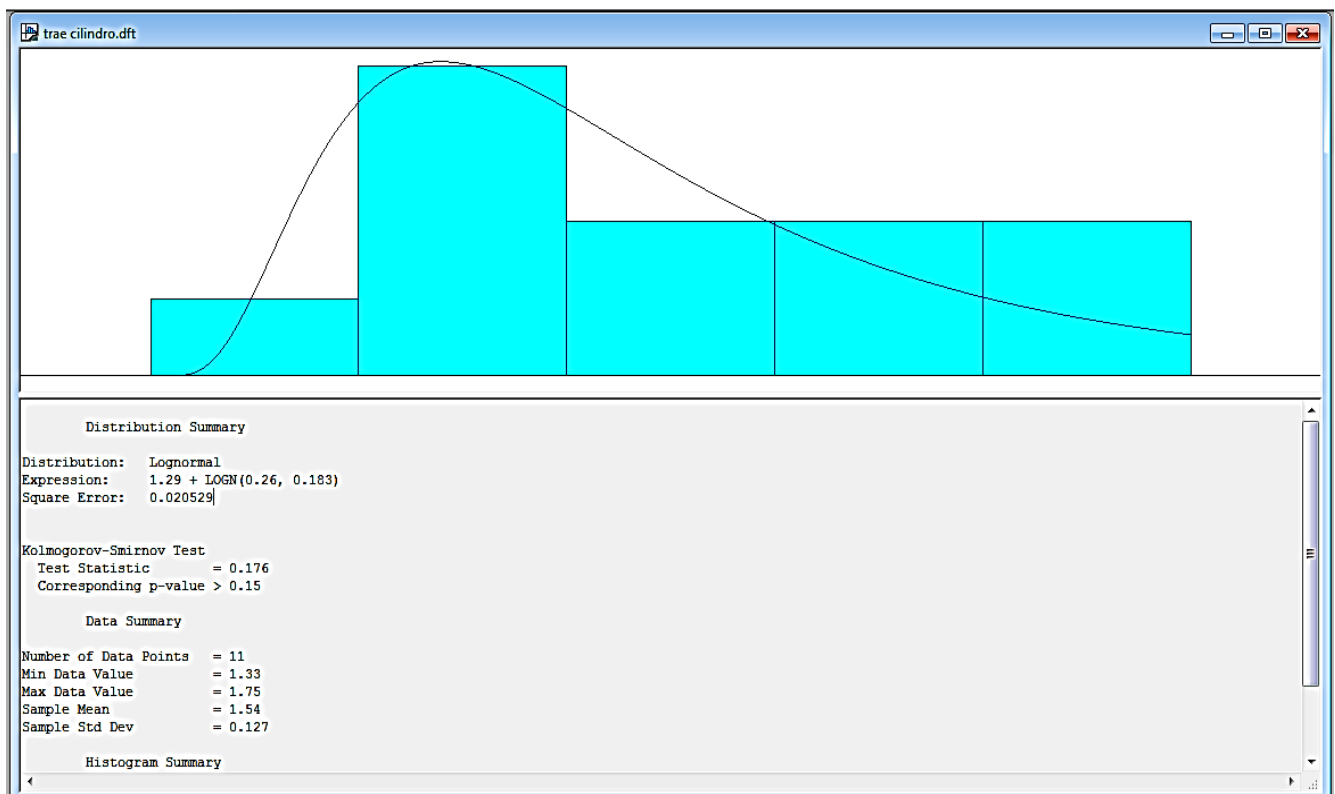 trae cilindro.dft
Distribution Summary
Distribution: Lognormal
Expression: 1.29 + LOGN(0.26, 0.183)
Square Error: 0.020529
Kolmogorov-Smirnov Test
Test Statistic = 0.176
Corresponding p-value > 0.15
Data Summary
Number of Data Points = 11
Min Data Value = 1.33
Max Data Value = 1.75
Sample Mean = 1.54
Sample Std Dev = 0.127
Histogram Summary